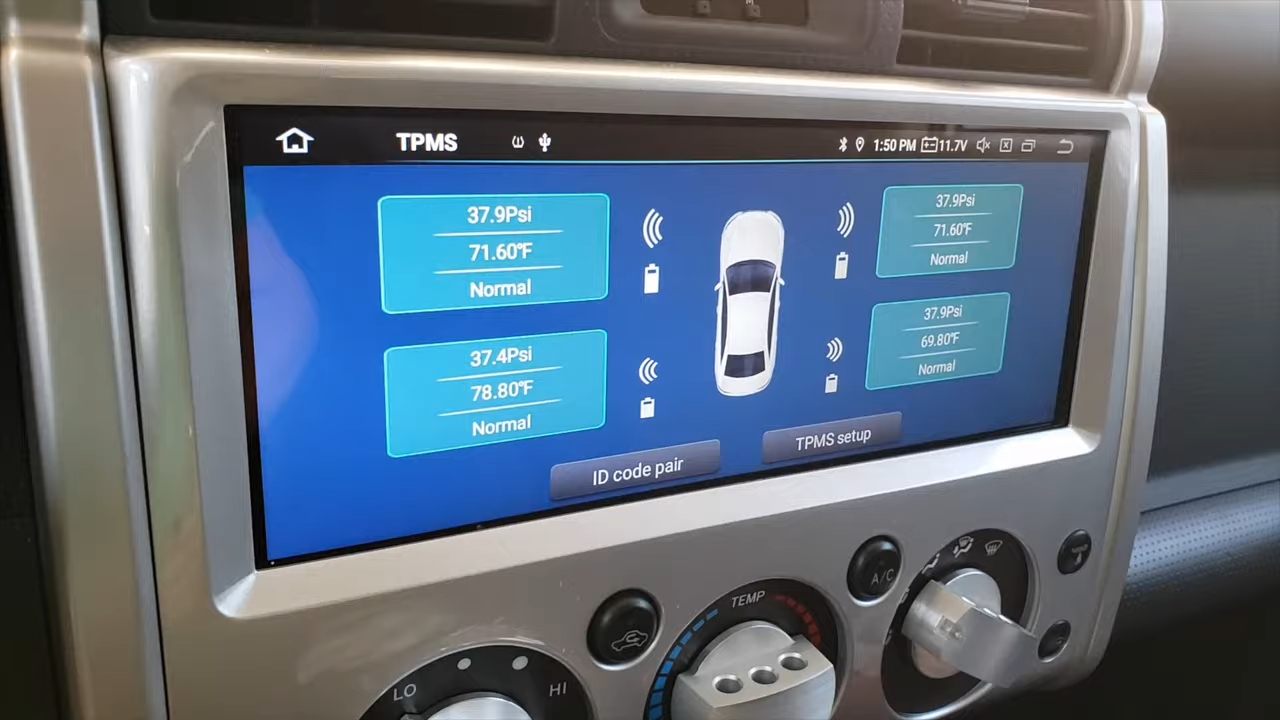 TPMS
1:50 PM 11.7V
37.9Psi
71.60°F
Normal
37.9Psi
71.60°F
Normal
37.4Psi
78.80°F
Normal
37.9Psi
69.80°F
Normal
ID code pair
TPMS setup
A/C
TEMP
LO
HI